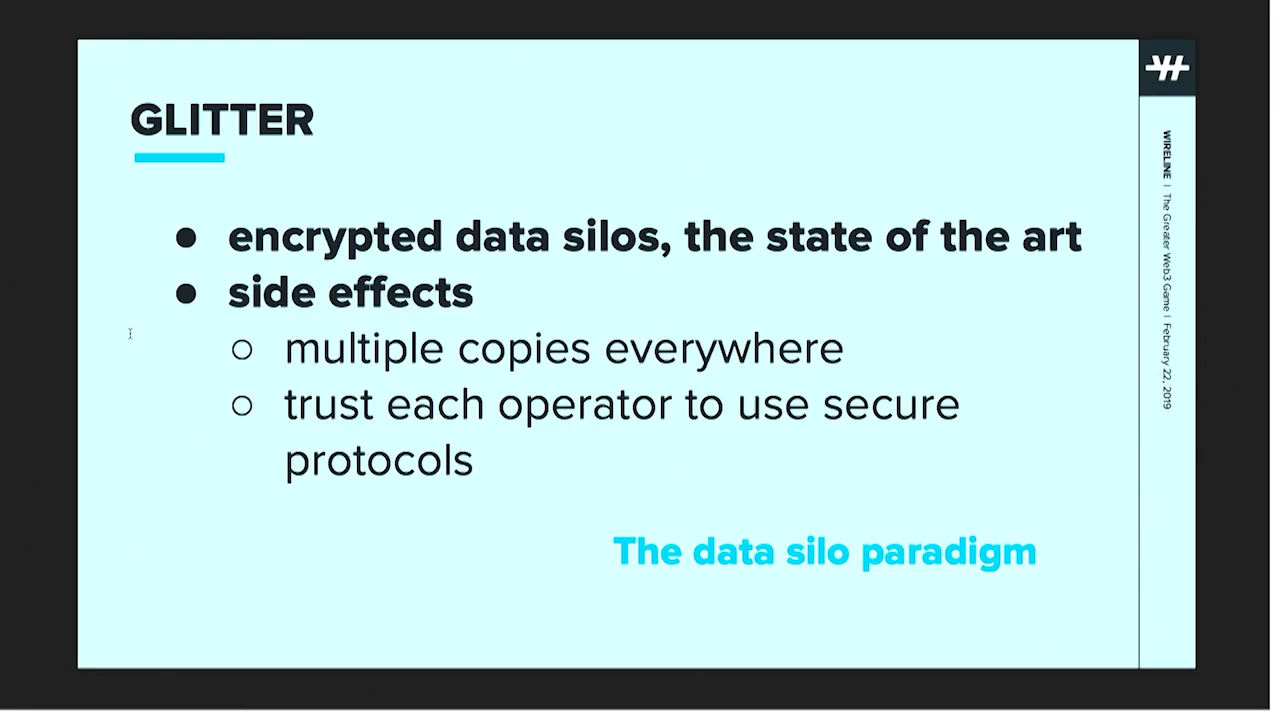 GLITTER
● encrypted data silos, the state of the art
● side effects
○ multiple copies everywhere
○ trust each operator to use secure
protocols
The data silo paradigm
WIRELINE | The Greater Web3 Game | February 22, 2019